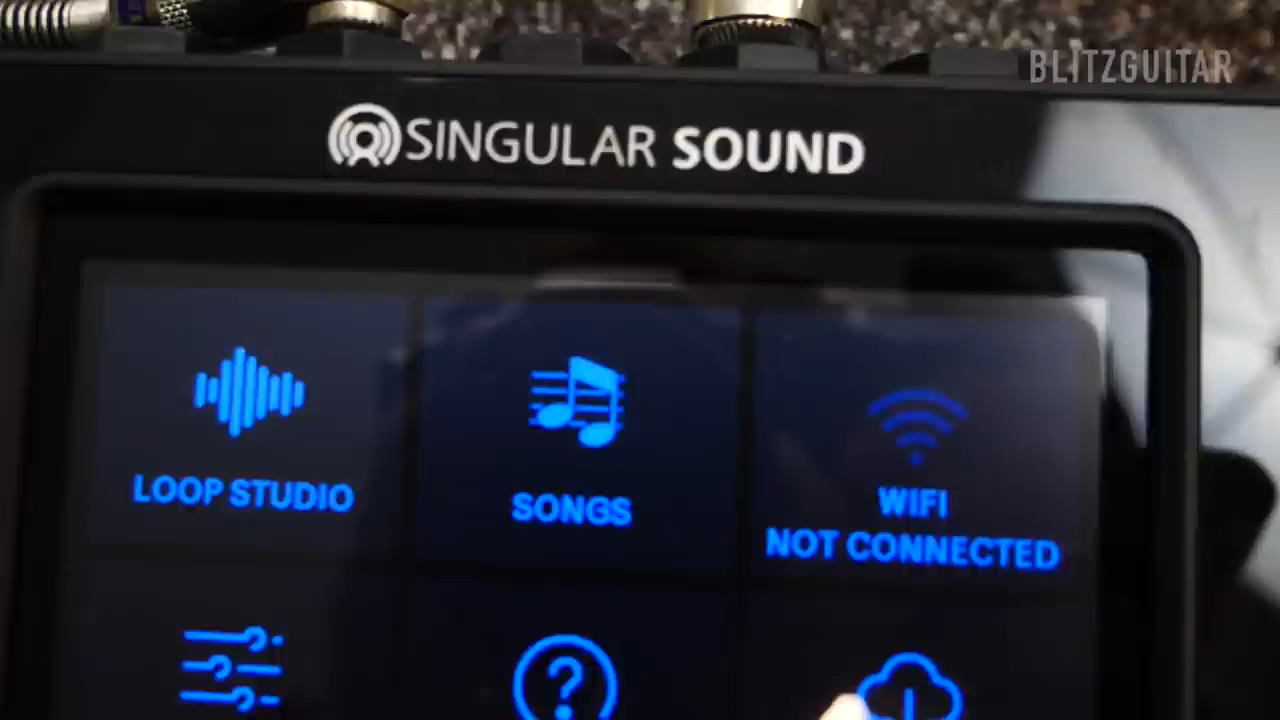 BLITZGUITAR
SINGULAR SOUND
LOOP STUDIO
SONGS
WIFI
NOT CONNECTED